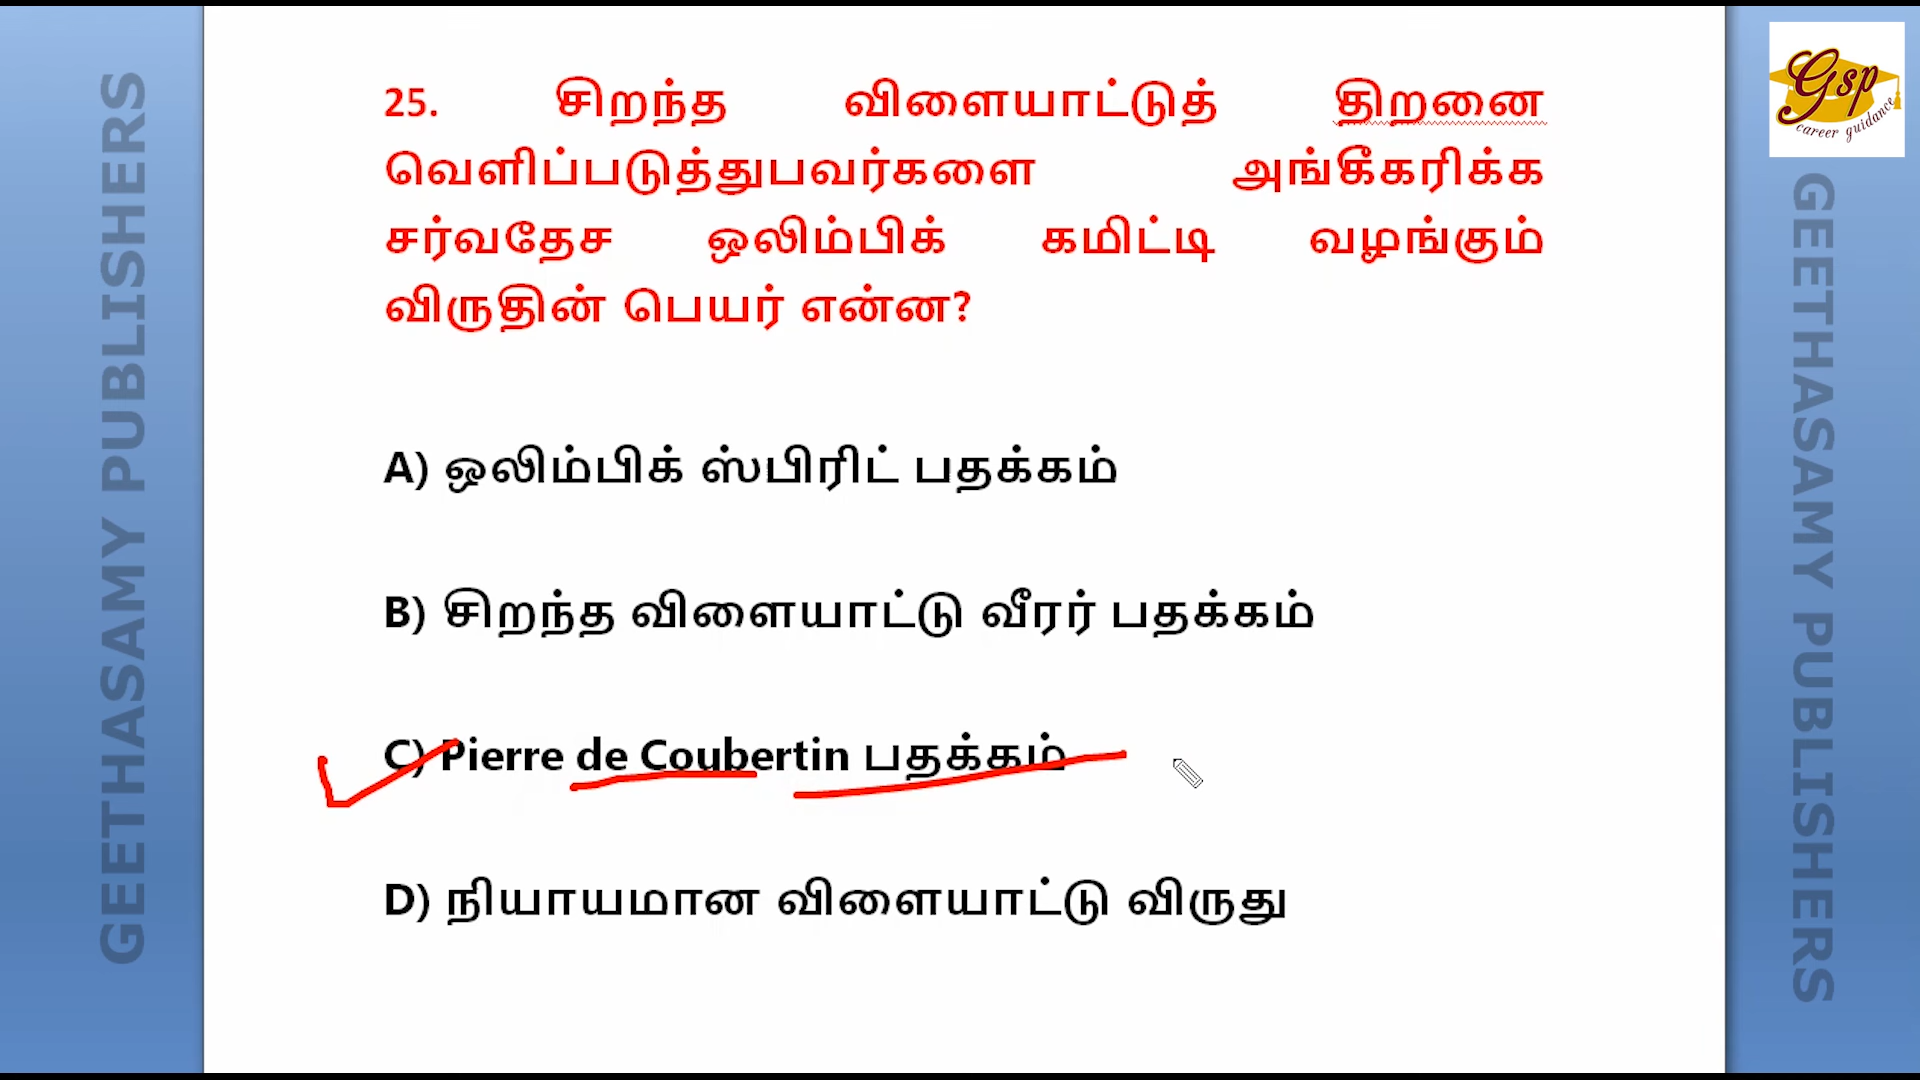 GEETHASAMY PUBLISHERS
25. சிறந்த விளையாட்டுத் திறனை
வெளிப்படுத்துபவர்களை அங்கீகரிக்க
சர்வதேச ஒலிம்பிக் கமிட்டி வழங்கும்
விருதின் பெயர் என்ன?
A) ஒலிம்பிக் ஸ்பிரிட் பதக்கம்
B) சிறந்த விளையாட்டு வீரர் பதக்கம்
C) Pierre de Coubertin பதக்கம்
D) நியாயமான விளையாட்டு விருது
Gsp
career guidance
GEETHASAMY PUBLISHERS